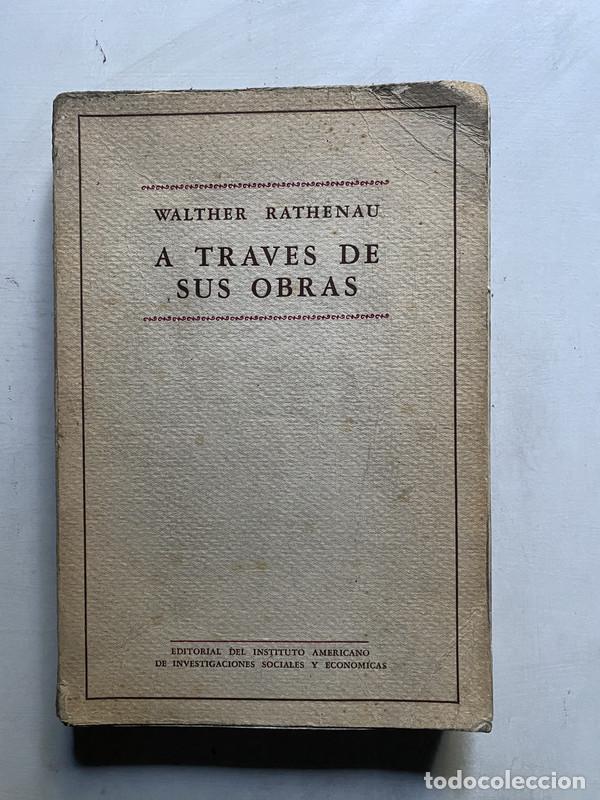 WALTHER RATHENAU
A TRAVES DE
SUS OBRAS
EDITORIAL DEL INSTITUTO AMERICANO
DE INVESTIGACIONES SOCIALES Y ECONOMICAS
todocoleccion